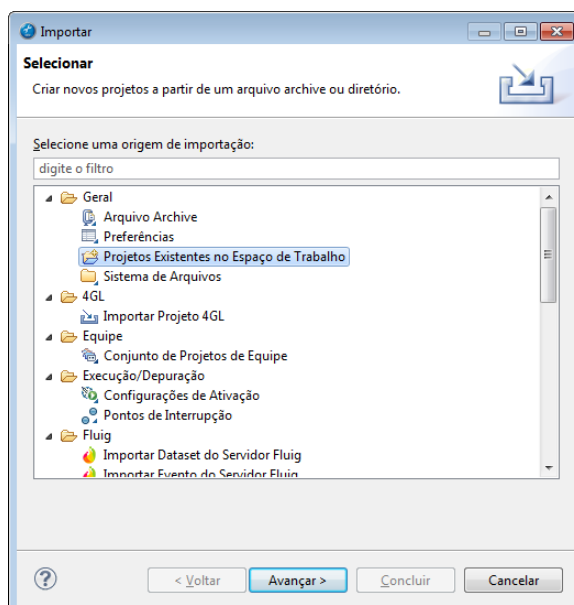 Importar
Selecionar
Criar novos projetos a partir de um arquivo archive ou diretório.
Selecione uma origem de importação:
digite o filtro
Geral
Arquivo Archive
Preferências
Projetos Existentes no Espaço de Trabalho
Sistema de Arquivos
4GL
Importar Projeto 4GL
Equipe
Conjunto de Projetos de Equipe
Execução/Depuração
Configurações de Ativação
Pontos de Interrupção
Fluig
Importar Dataset do Servidor Fluig
Importar Evento do Servidor Fluig
? < Voltar Avançar > Concluir Cancelar